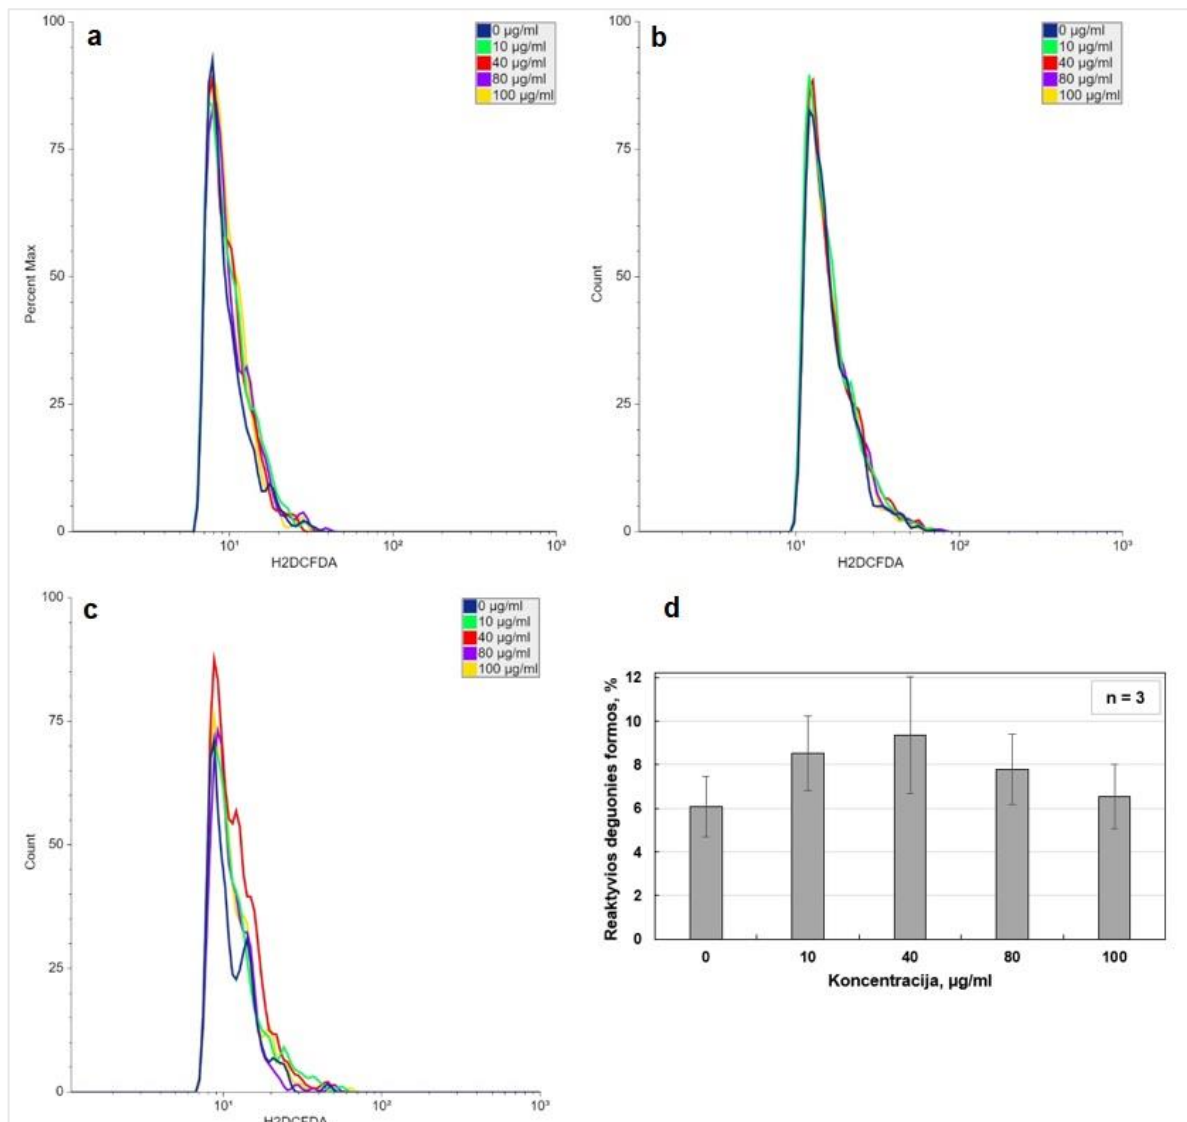 a
100
75
50
25
0
Percent Max
10¹
10²
10³
H2DCFDA
0 µg/ml
10 µg/ml
40 µg/ml
80 µg/ml
100 µg/ml
b
100
75
50
25
0
Count
10¹
10²
10³
H2DCFDA
0 µg/ml
10 µg/ml
40 µg/ml
80 µg/ml
100 µg/ml
c
100
75
50
25
0
Count
10¹
10²
10³
H2DCFDA
0 µg/ml
10 µg/ml
40 µg/ml
80 µg/ml
100 µg/ml
d
n = 3
Reaktyvios deguonies formos, %
12
10
8
6
4
2
0
0
10
40
80
100
Koncentracija, µg/ml